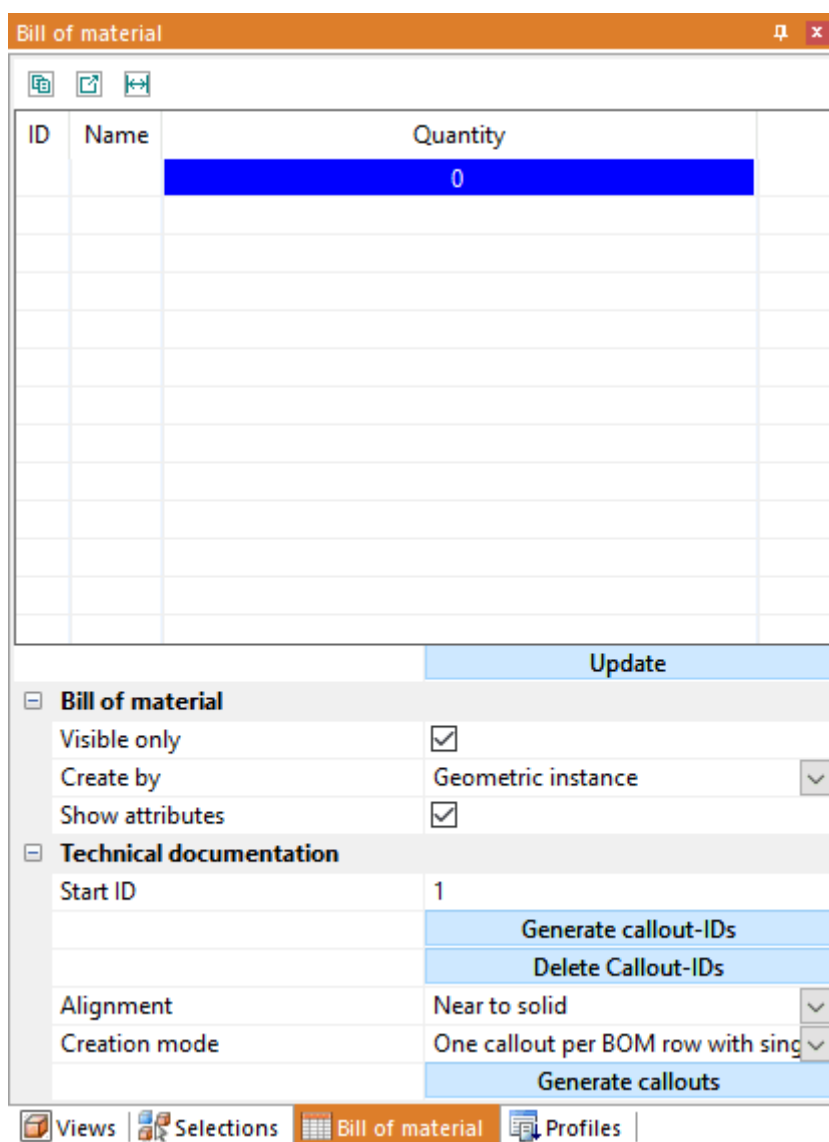 Bill of material
ID Name Quantity
0
Update
Bill of material
Visible only
Create by Geometric instance
Show attributes
Technical documentation
Start ID 1
Generate callout-IDs
Delete Callout-IDs
Alignment Near to solid
Creation mode One callout per BOM row with sing
Generate callouts
Views Selections Bill of material Profiles